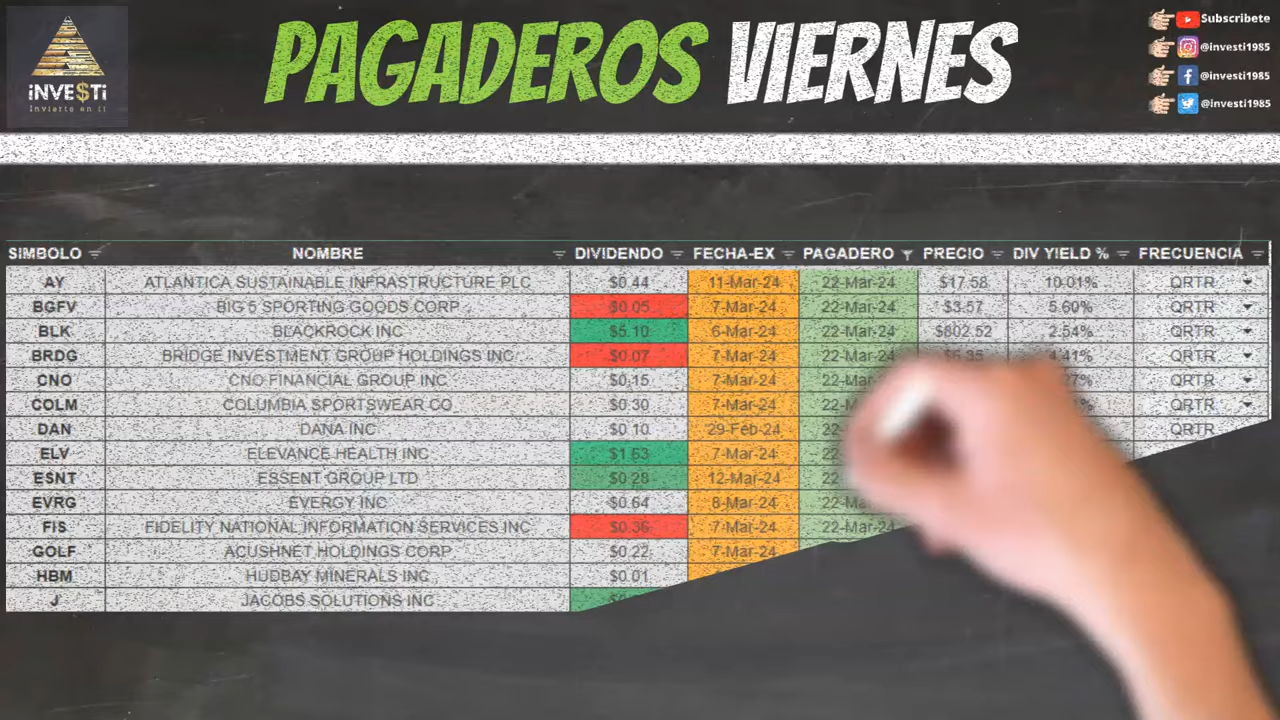 PAGADEROS VIERNES
iNVE$Ti
Invierte en ti
Subscribete
@investi1985
@investi1985
@investi1985
SIMBOLO NOMBRE DIVIDENDO FECHA-EX PAGADERO PRECIO DIV YIELD % FRECUENCIA
AY ATLANTICA SUSTAINABLE INFRASTRUCTURE PLC $0.44 11-Mar-24 22-Mar-24 $17.58 10.01% QRTR
BGFV BIG 5 SPORTING GOODS CORP $0.05 7-Mar-24 22-Mar-24 $3.57 5.60% QRTR
BLK BLACKROCK INC $5.10 6-Mar-24 22-Mar-24 $802.52 2.54% QRTR
BRDG BRIDGE INVESTMENT GROUP HOLDINGS INC $0.07 7-Mar-24 22-Mar-24 QRTR
CNO CNO FINANCIAL GROUP INC $0.15 7-Mar-24 22-Mar QRTR
COLM COLUMBIA SPORTSWEAR CO $0.30 7-Mar-24 22-Mar QRTR
DAN DANA INC $0.10 29-Feb-24 22- QRTR
ELV ELEVANCE HEALTH INC $1.63 7-Mar-24 22-
ESNT ESSENT GROUP LTD $0.28 12-Mar-24 22-
EVRG EVERGY INC $0.64 8-Mar-24 22-Mar
FIS FIDELITY NATIONAL INFORMATION SERVICES INC $0.36 7-Mar-24 22-Mar-24
GOLF ACUSHNET HOLDINGS CORP $0.22 7-Mar-24
HBM HUDBAY MINERALS INC $0.01
J JACOBS SOLUTIONS INC